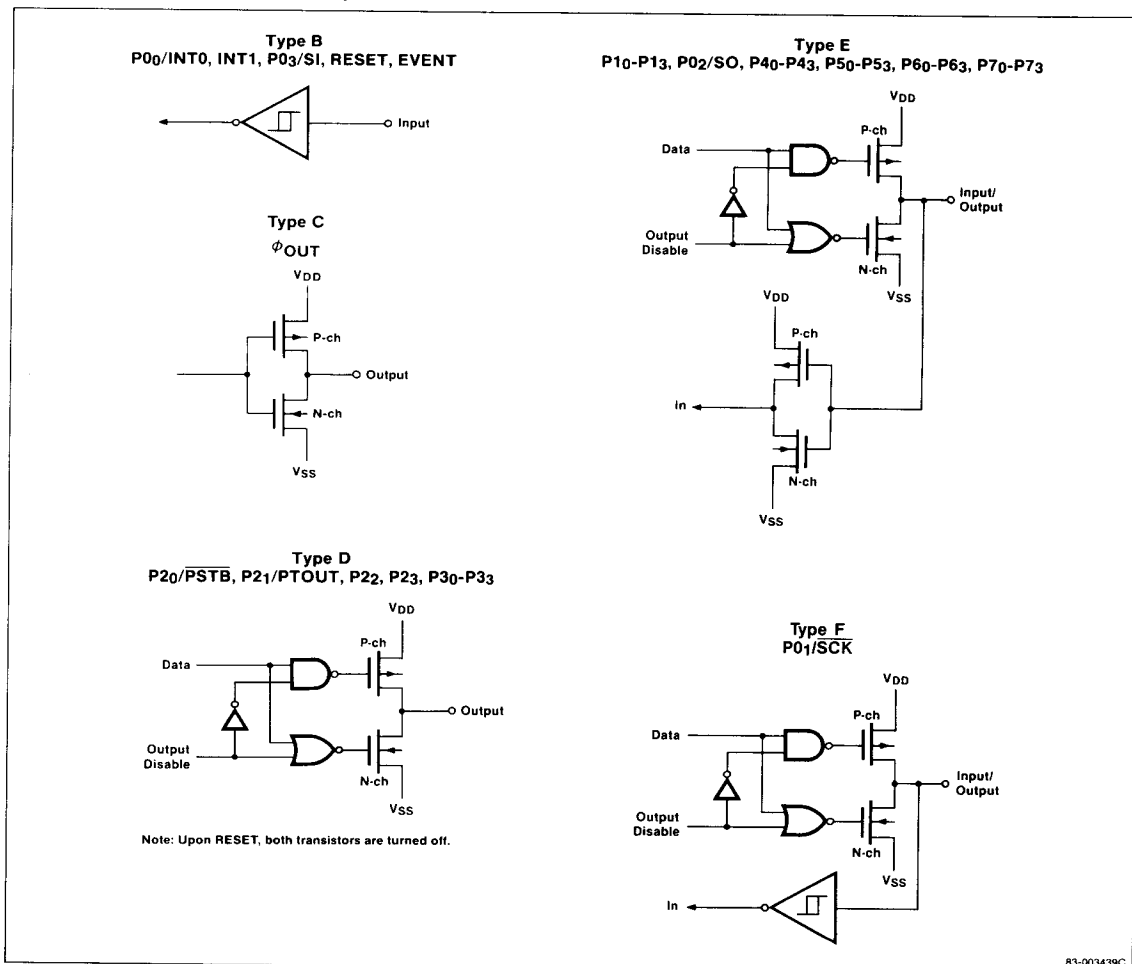 Type B
P00/INT0, INT1, P03/SI, RESET, EVENT
Input
Type C
ΦOUT
VDD
P-ch
Output
N-ch
VSS
Type D
P20/PSTB, P21/PTOUT, P22, P23, P30-P33
VDD
P-ch
Data
Output
Output
Disable
N-ch
VSS
Note: Upon RESET, both transistors are turned off.
Type E
P10-P13, P02/SO, P40-P43, P50-P53, P60-P63, P70-P73
VDD
P-ch
Data
Input/
Output
Output
Disable
N-ch
VSS
VDD
P-ch
In
N-ch
VSS
Type F
P01/SCK
VDD
P-ch
Data
Input/
Output
Output
Disable
N-ch
VSS
In
83-003439C